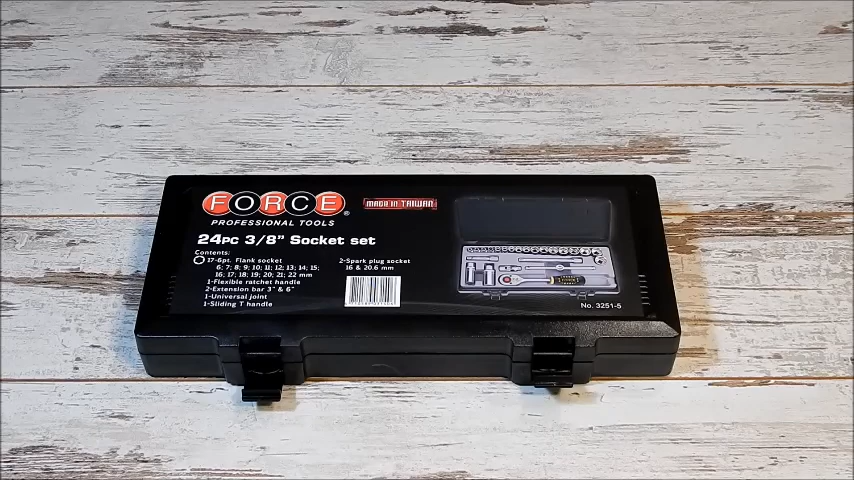 FORCE®
MADE IN TAIWAN
PROFESSIONAL TOOLS
24PC 3/8" Socket set
Contents:
17-6pt. Flank socket
6; 7; 8; 9; 10; 11; 12; 13; 14; 15;
16; 17; 18; 19; 20; 21; 22 mm
1-Flexible ratchet handle
2-Extension bar 3" & 6"
1-Universal joint
1-Sliding T handle
2-Spark plug socket
16 & 20.6 mm
No. 3251-5